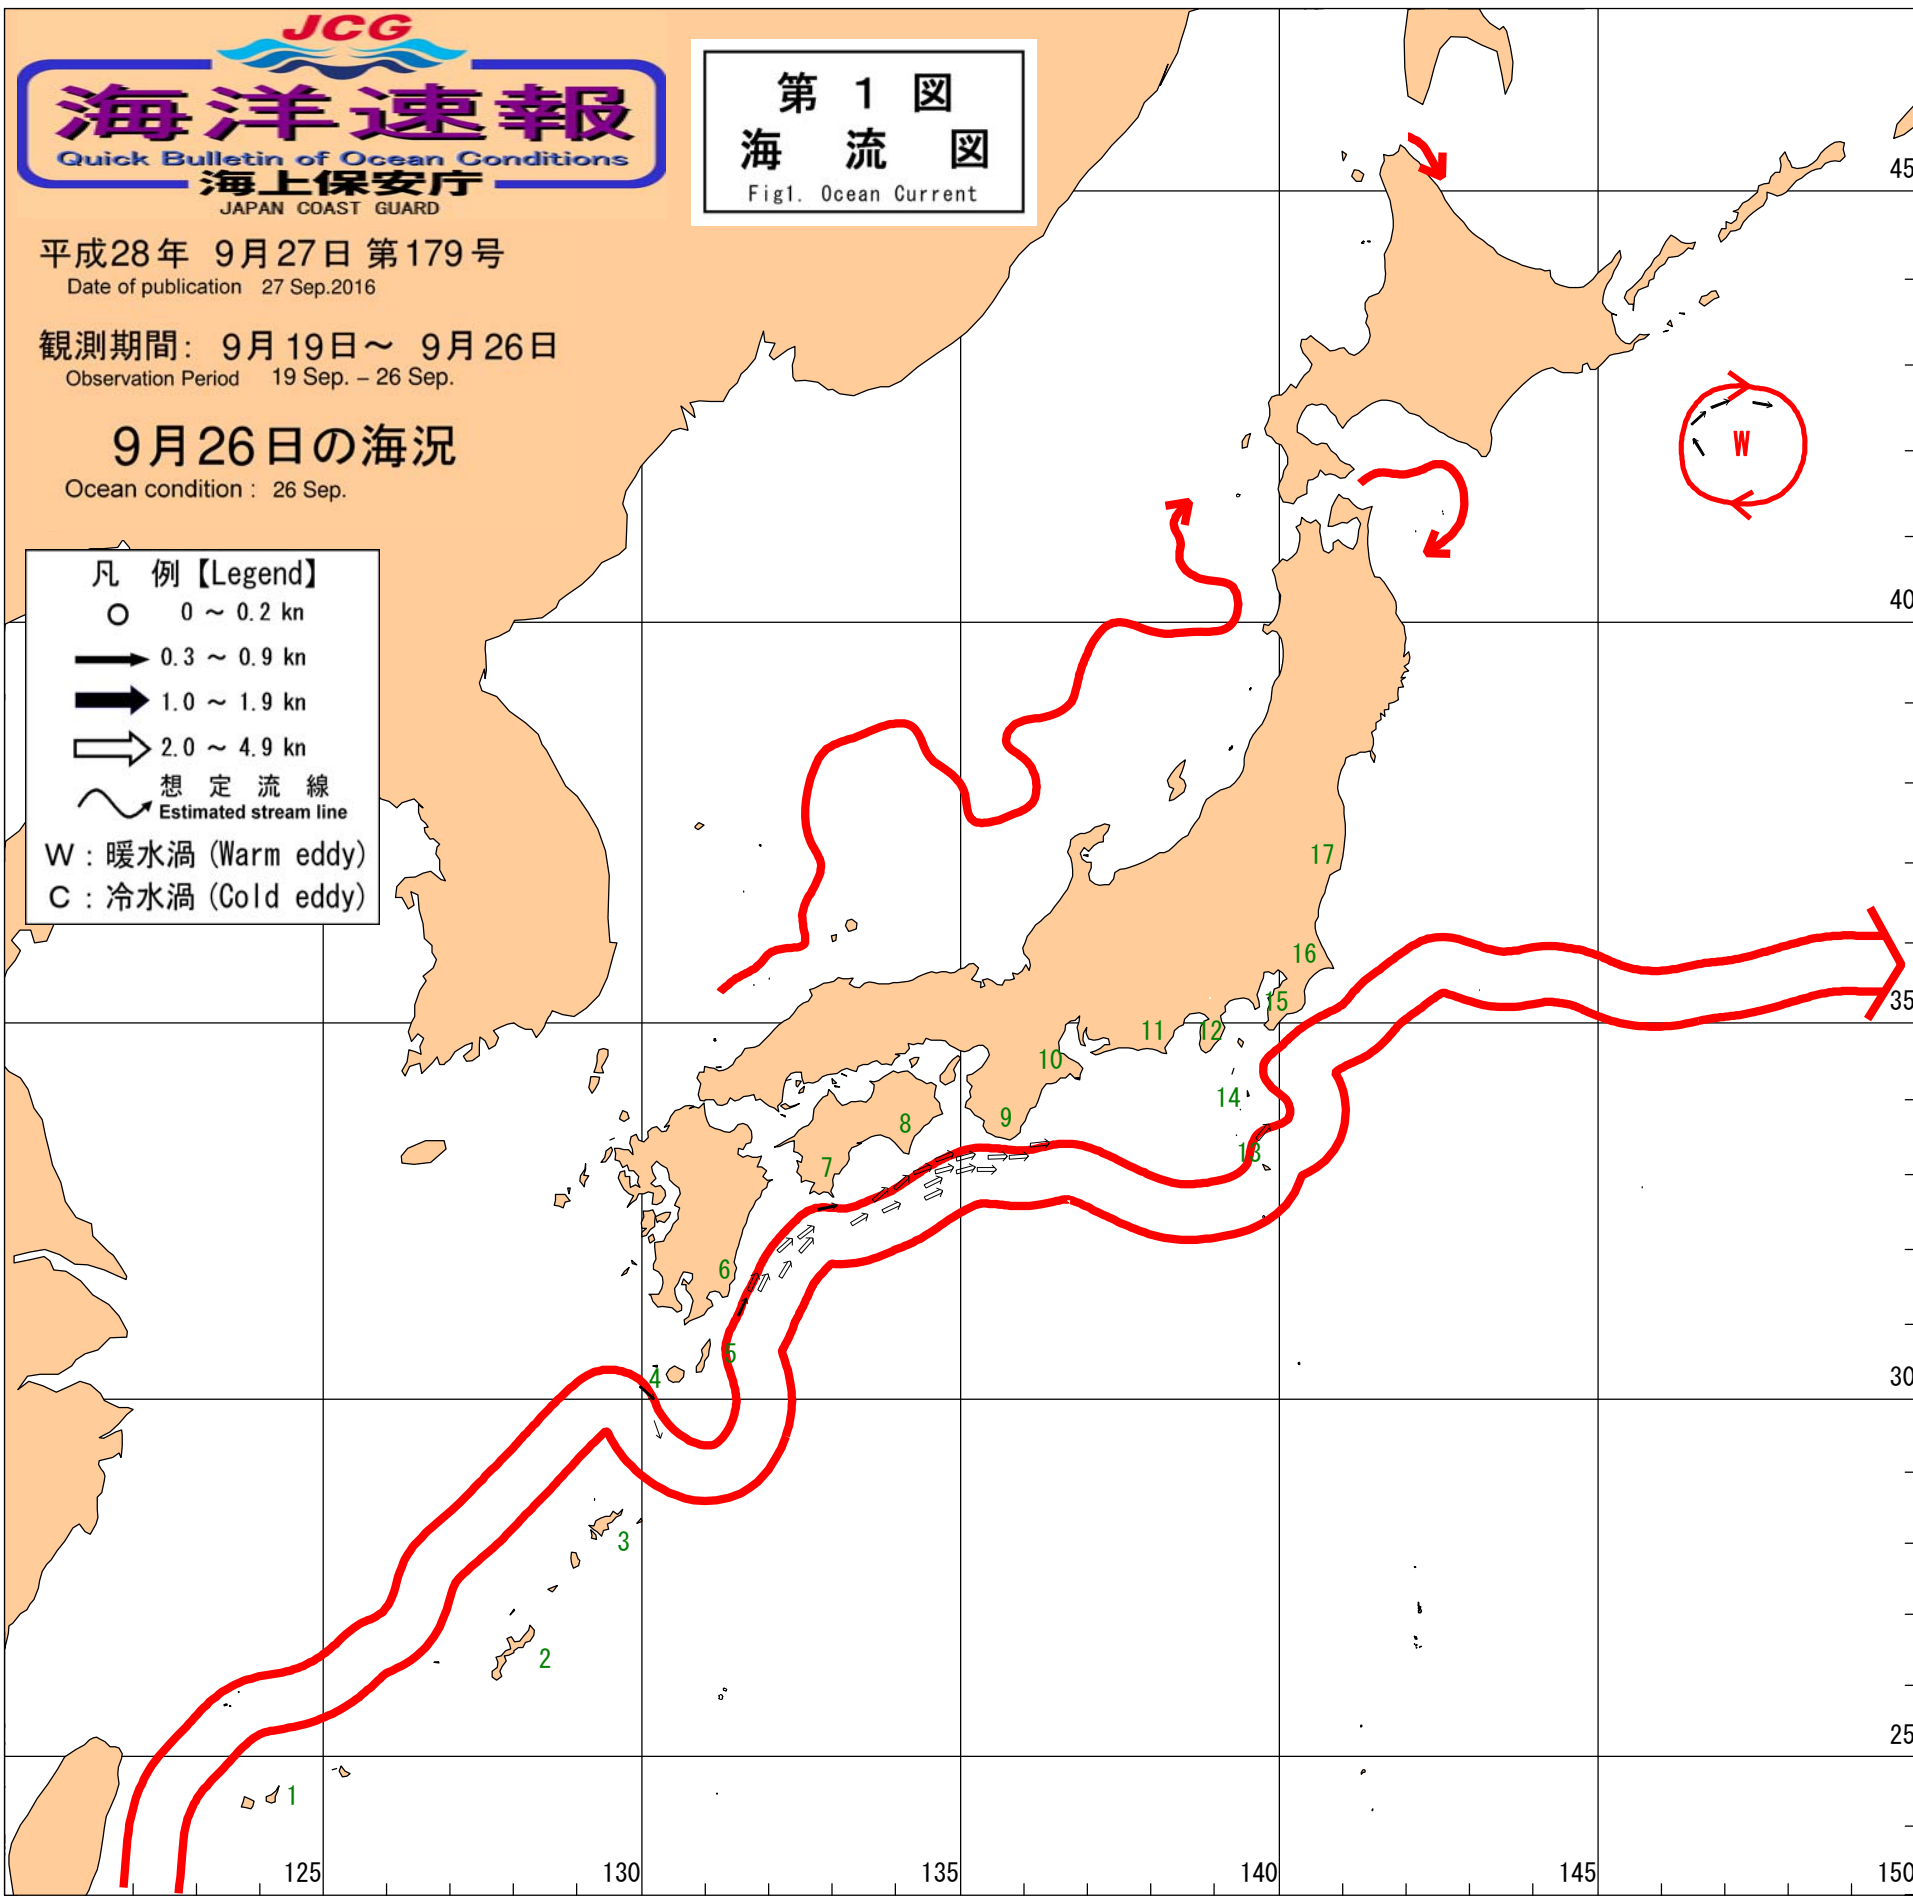 JCG
海洋速報
Quick Bulletin of Ocean Conditions
海上保安庁
JAPAN COAST GUARD
平成28年 9月27日 第179号
Date of publication 27 Sep.2016
観測期間: 9月19日～ 9月26日
Observation Period 19 Sep. – 26 Sep.
9月26日の海況
Ocean condition : 26 Sep.
第 1 図
海 流 図
Fig1. Ocean Current
凡 例【Legend】
0 ～ 0.2 kn
0.3 ～ 0.9 kn
1.0 ～ 1.9 kn
2.0 ～ 4.9 kn
想 定 流 線
Estimated stream line
W : 暖水渦 (Warm eddy)
C : 冷水渦 (Cold eddy)
45
W
40
17
16
35
15
12
11
10
14
9
8
13
7
6
5
4
30
3
2
25
1
125
130
135
140
145
150